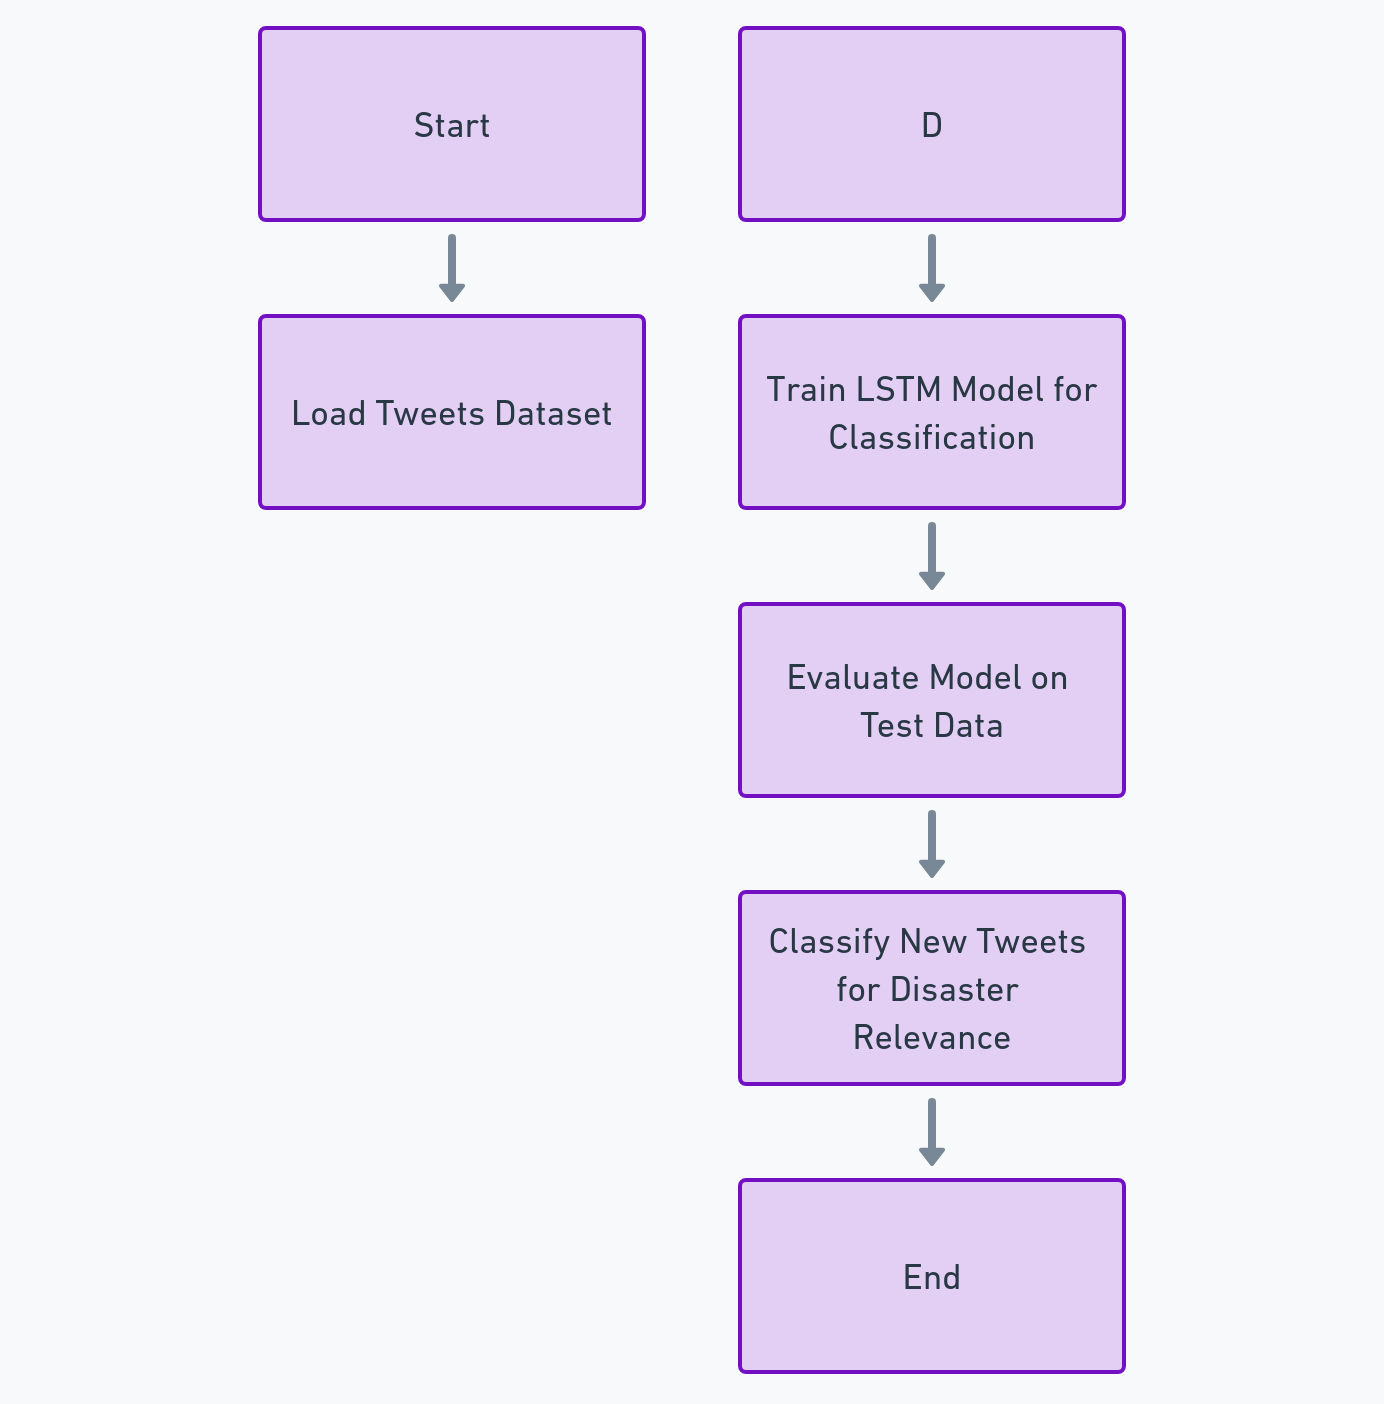 Start
Load Tweets Dataset
D
Train LSTM Model for
Classification
Evaluate Model on
Test Data
Classify New Tweets
for Disaster
Relevance
End